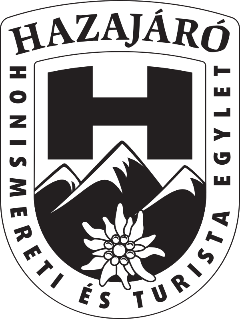 HAZAJÁRÓ
H
HONISMERETI ÉS TURISTA EGYLET